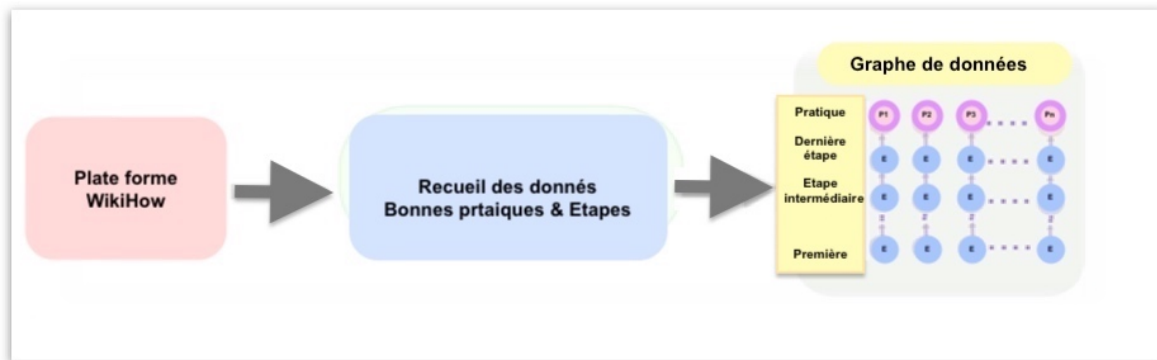 Graphe de données
Plate forme
WikiHow
Recueil des donnés
Bonnes prtaiques & Etapes
Pratique
P1 P2 P3 Pn
Dernière
étape
E E E E
Etape
intermédiaire
E E E E
Première
E E E E